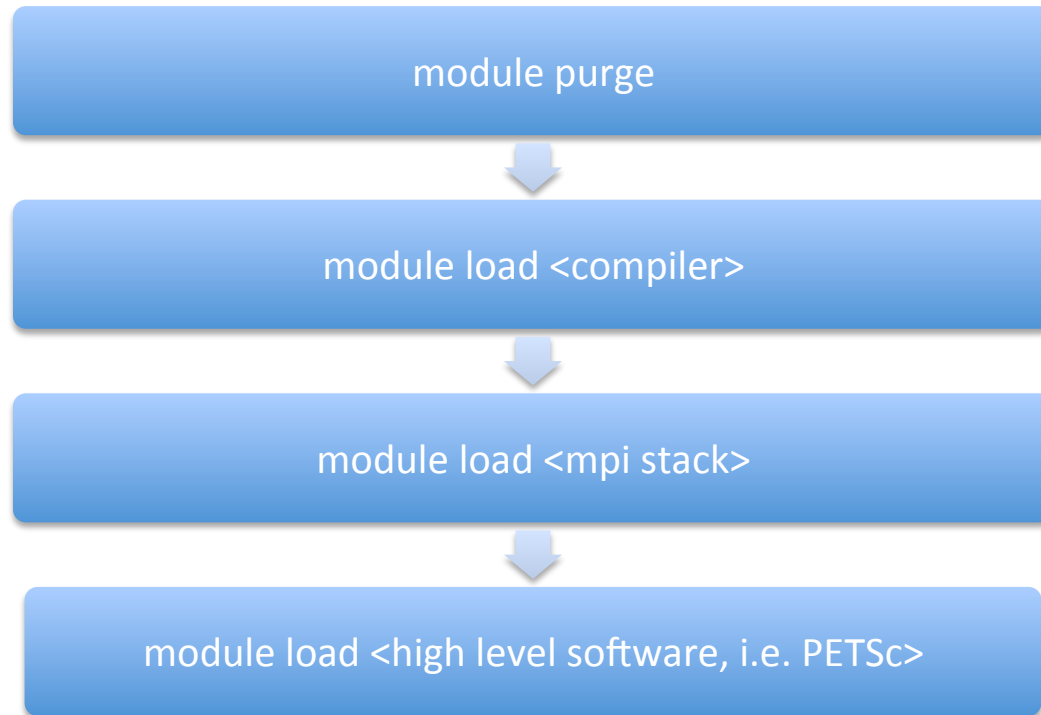 module purge
module load <compiler>
module load <mpi stack>
module load <high level software, i.e. PETSc>